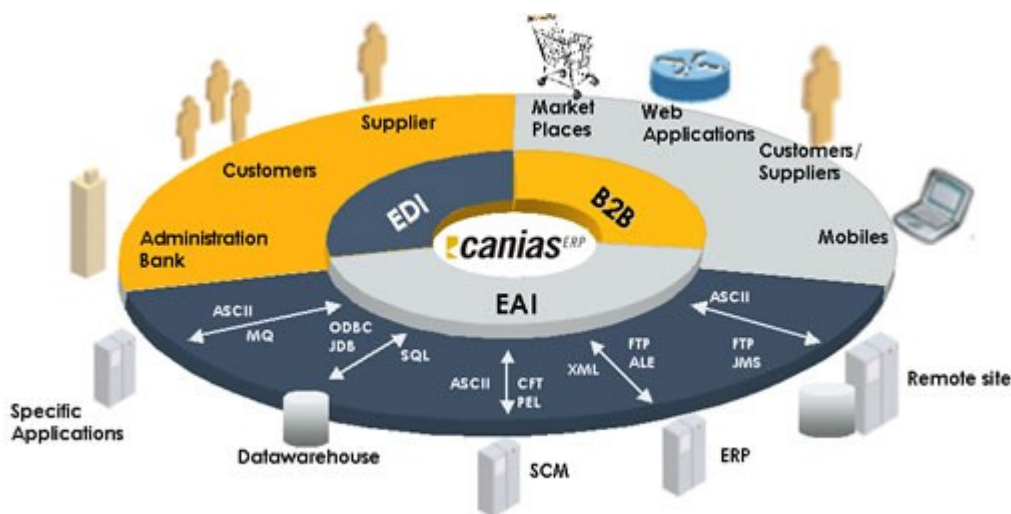 Supplier
Market
Places
Web
Applications
Customers/
Suppliers
Customers
EDI
B2B
Administration
Bank
canias ERP
Mobiles
EAI
ASCII
MQ
ODBC
JDB
SQL
ASCII
CFT
PEL
XML
FTP
ALE
ASCII
FTP
JMS
Specific
Applications
Datawarehouse
SCM
ERP
Remote site